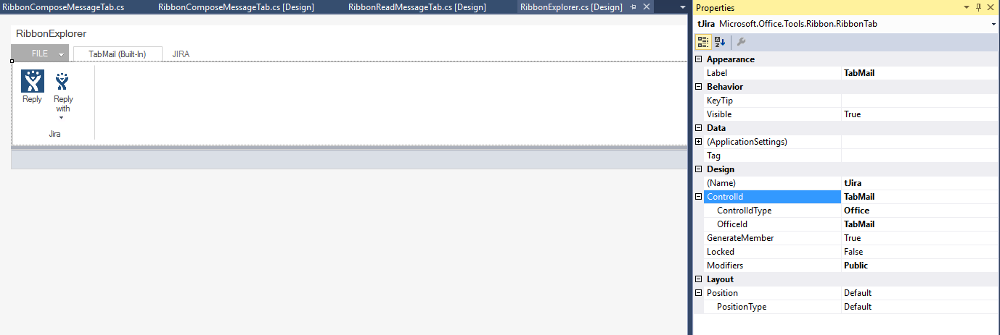 RibbonComposeMessageTab.cs RibbonComposeMessageTab.cs [Design] RibbonReadMessageTab.cs [Design] RibbonExplorer.cs [Design]
RibbonExplorer
FILE TabMail (Built-In) JIRA
Reply Reply
with
Jira
Properties
tJira Microsoft.Office.Tools.Ribbon.RibbonTab
Appearance
Label TabMail
Behavior
KeyTip
Visible True
Data
(ApplicationSettings)
Tag
Design
(Name) tJira
ControlId TabMail
ControlIdType Office
OfficeId TabMail
GenerateMember True
Locked False
Modifiers Public
Layout
Position Default
PositionType Default